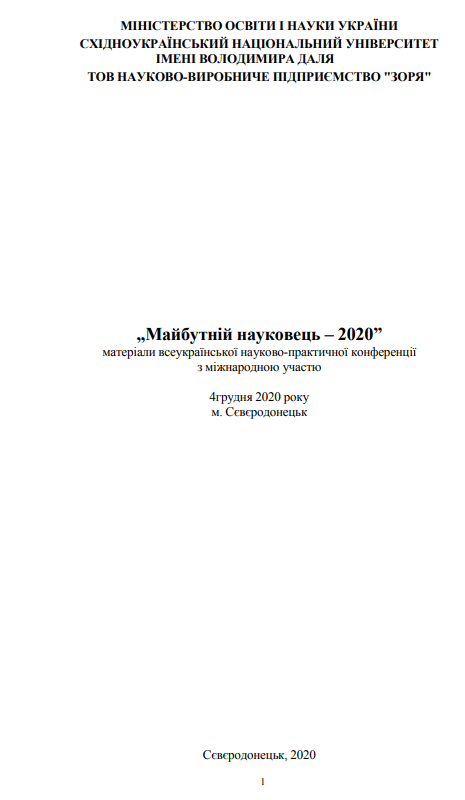 МІНІСТЕРСТВО ОСВІТИ І НАУКИ УКРАЇНИ
СХІДНОУКРАЇНСЬКИЙ НАЦІОНАЛЬНИЙ УНІВЕРСИТЕТ
ІМЕНІ ВОЛОДИМИРА ДАЛЯ
ТОВ НАУКОВО-ВИРОБНИЧЕ ПІДПРИЄМСТВО "ЗОРЯ"
„Майбутній науковець – 2020”
матеріали всеукраїнської науково-практичної конференції
з міжнародною участю
4грудня 2020 року
м. Сєвєродонецьк
Сєвєродонецьк, 2020
1